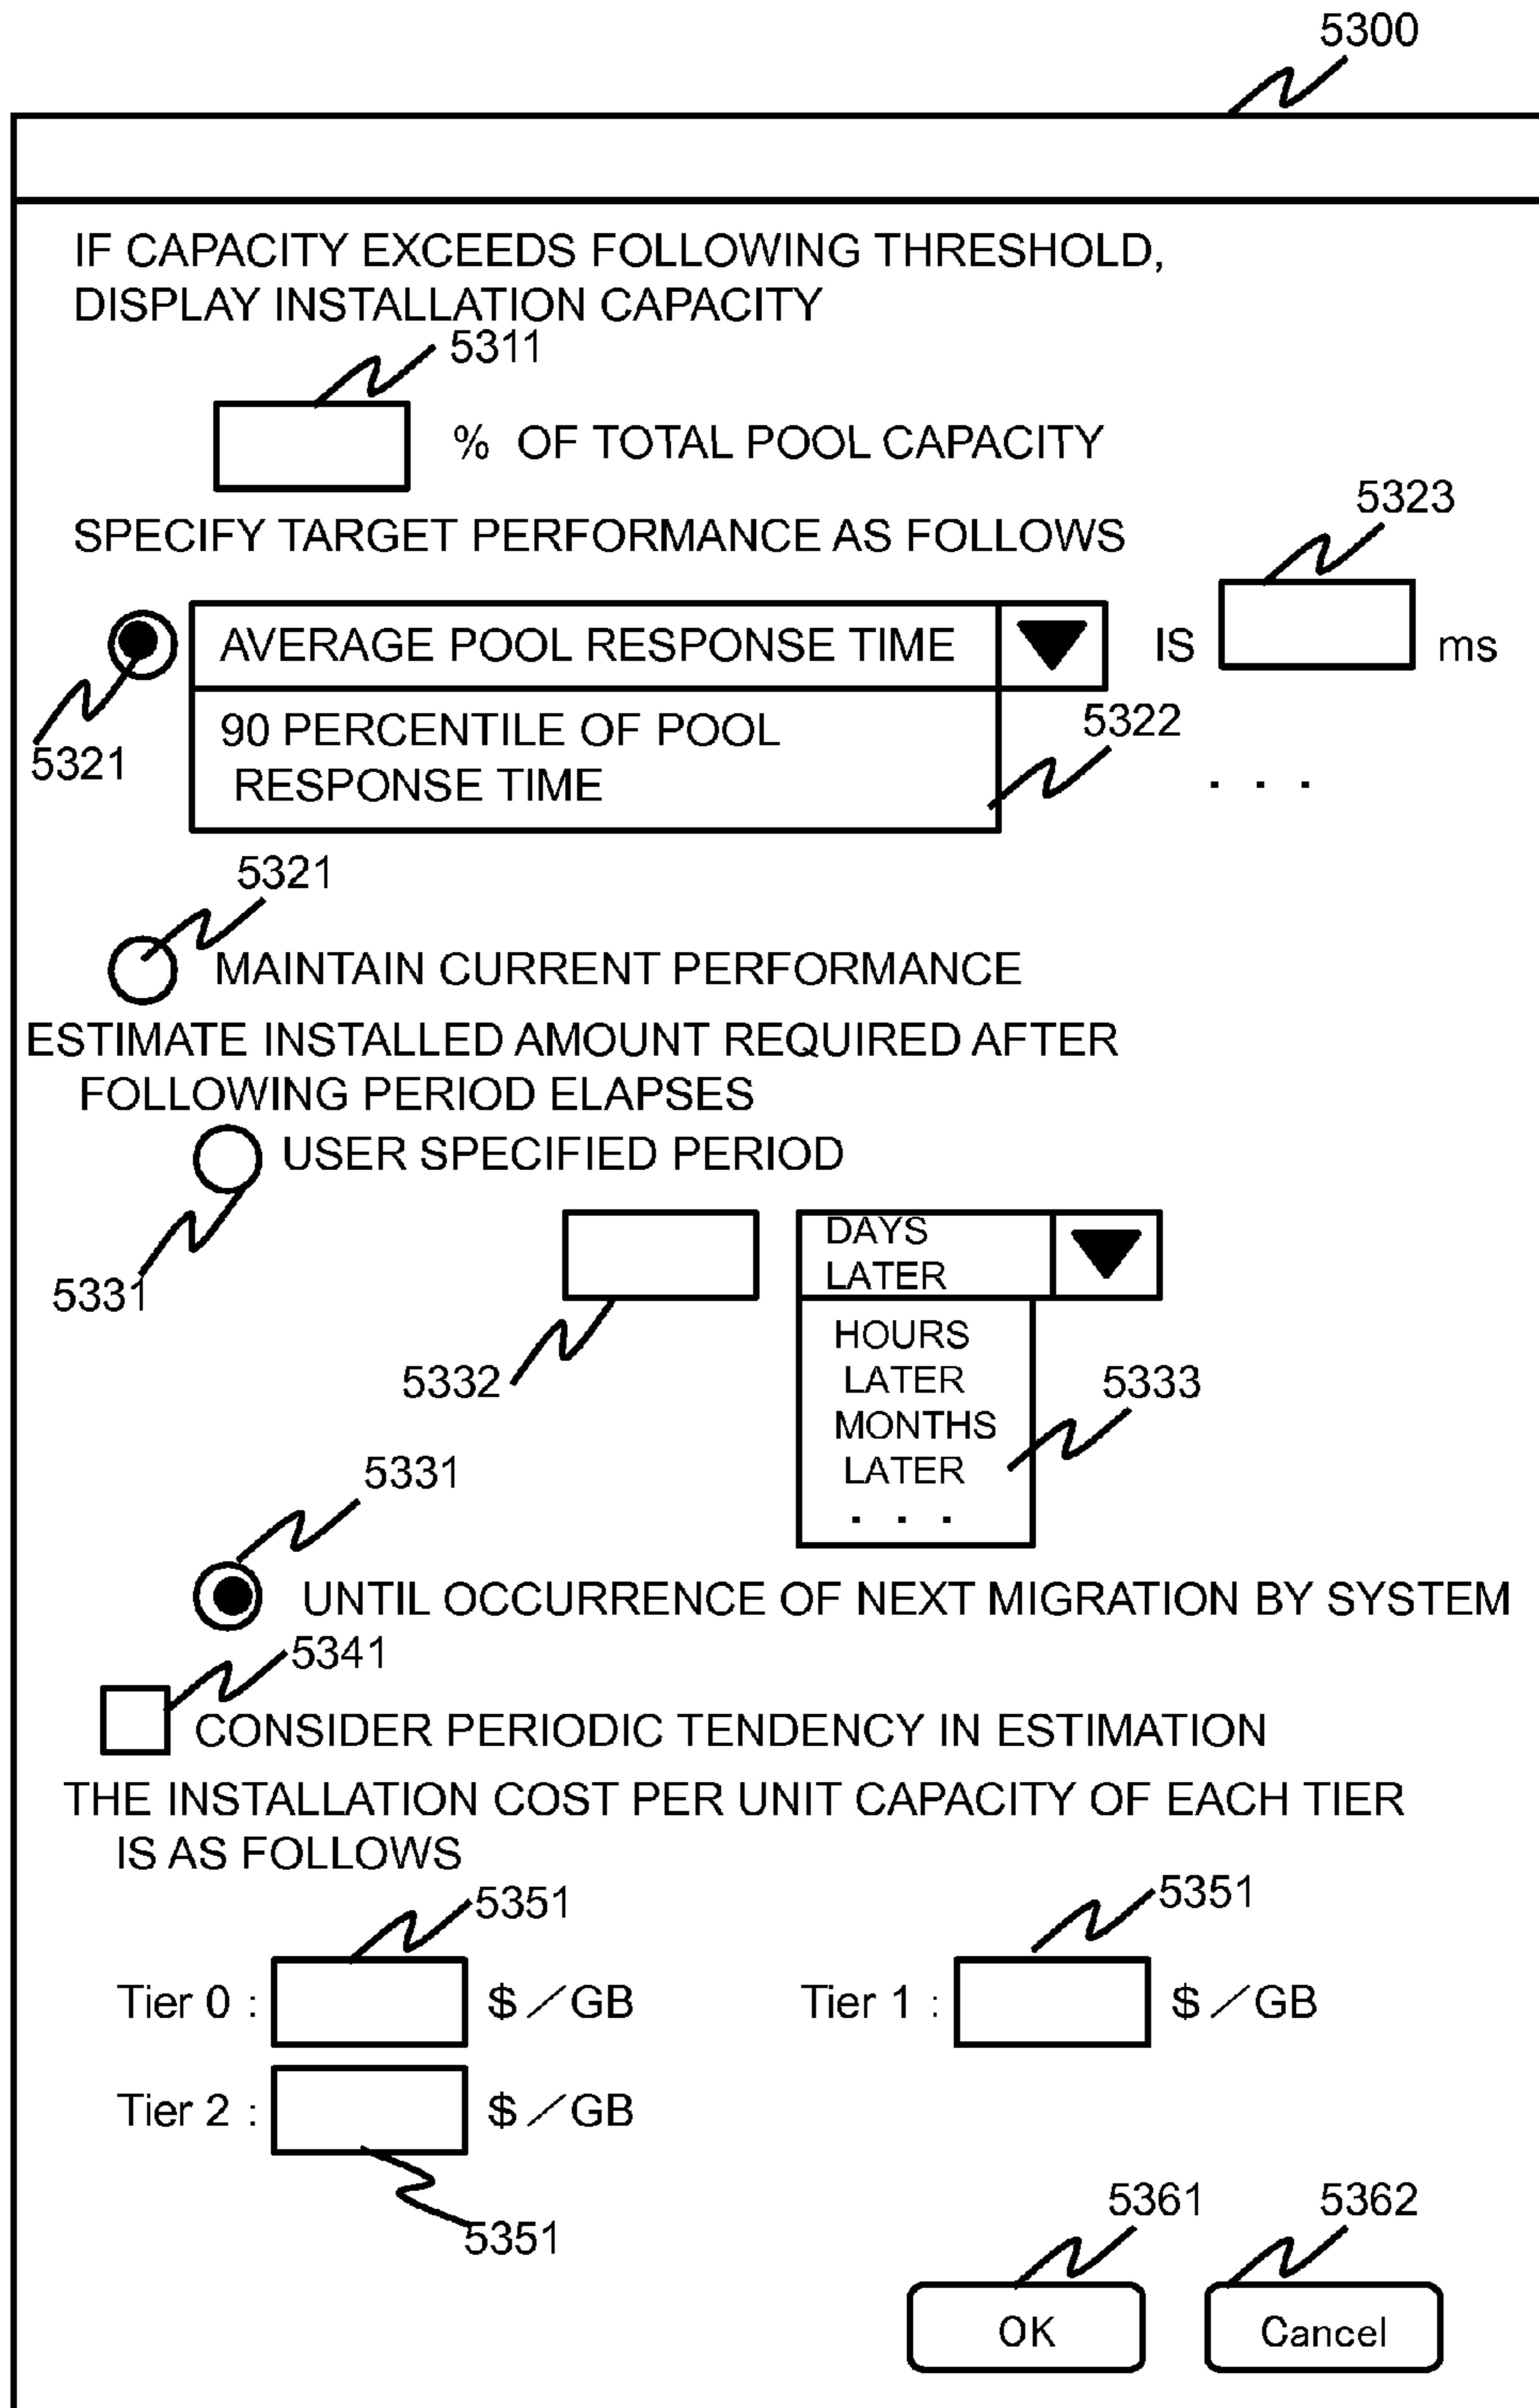 5300
IF CAPACITY EXCEEDS FOLLOWING THRESHOLD,
DISPLAY INSTALLATION CAPACITY
5311
% OF TOTAL POOL CAPACITY
5323
SPECIFY TARGET PERFORMANCE AS FOLLOWS
AVERAGE POOL RESPONSE TIME IS ms
5321
90 PERCENTILE OF POOL
RESPONSE TIME
5322
. . .
5321
MAINTAIN CURRENT PERFORMANCE
ESTIMATE INSTALLED AMOUNT REQUIRED AFTER
FOLLOWING PERIOD ELAPSES
USER SPECIFIED PERIOD
5331
DAYS
LATER
5332
HOURS
LATER
MONTHS
LATER
. . .
5333
5331
UNTIL OCCURRENCE OF NEXT MIGRATION BY SYSTEM
5341
CONSIDER PERIODIC TENDENCY IN ESTIMATION
THE INSTALLATION COST PER UNIT CAPACITY OF EACH TIER
IS AS FOLLOWS
5351 5351
Tier 0 : $ ／GB Tier 1 : $ ／GB
Tier 2 : $ ／GB
5351
5361 5362
OK Cancel